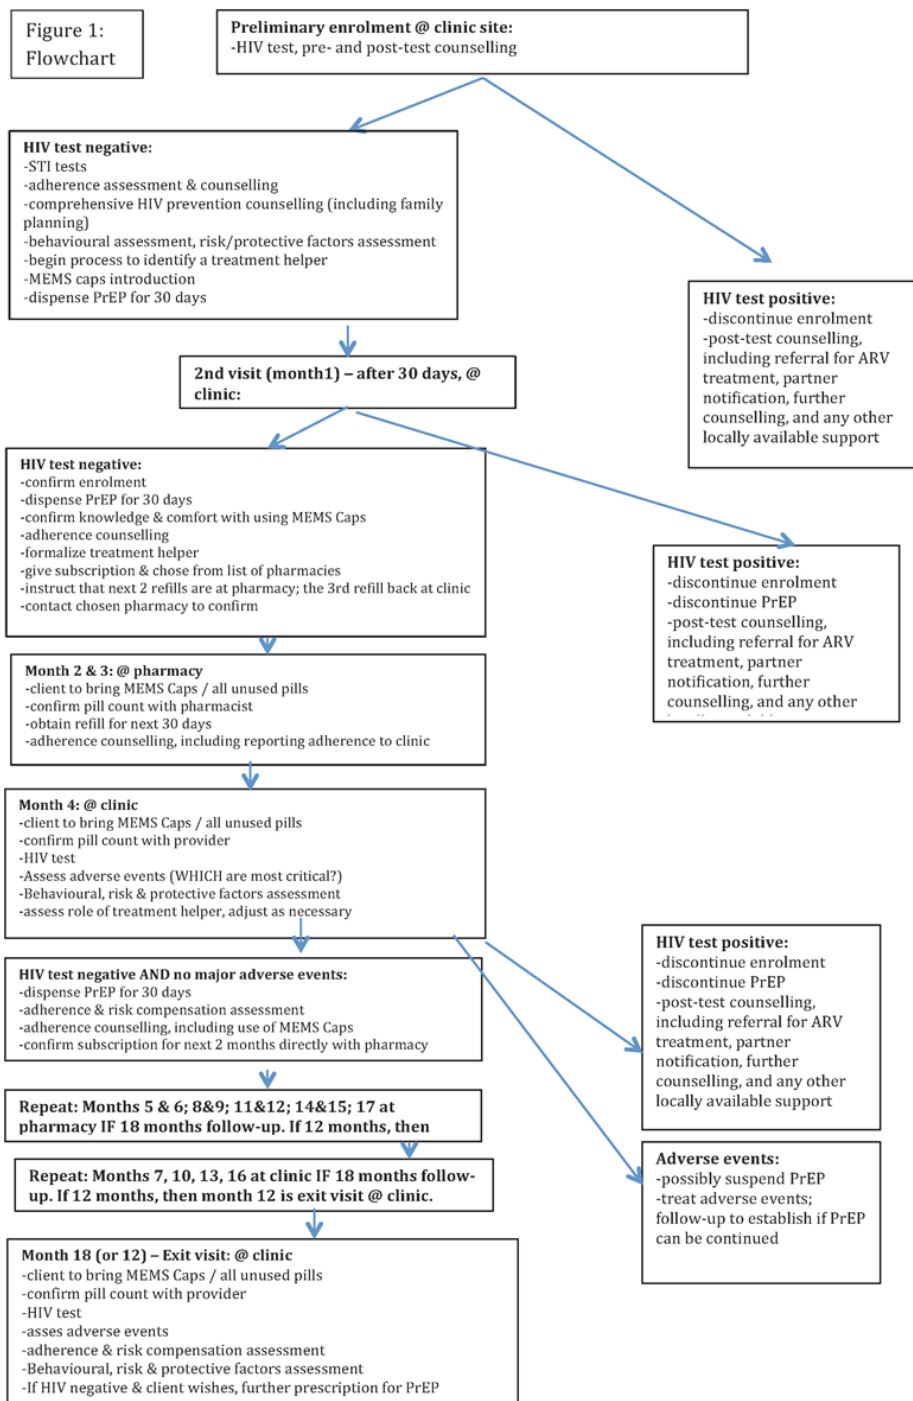 Figure 1:
Flowchart
Preliminary enrolment @ clinic site:
-HIV test, pre- and post-test counselling
HIV test negative:
-STI tests
-adherence assessment & counselling
-comprehensive HIV prevention counselling (including family
planning)
-behavioural assessment, risk/protective factors assessment
-begin process to identify a treatment helper
-MEMS caps introduction
-dispense PrEP for 30 days
HIV test positive:
-discontinue enrolment
-post-test counselling,
including referral for ARV
treatment, partner
notification, further
counselling, and any other
locally available support
2nd visit (month1) – after 30 days, @
clinic:
HIV test negative:
-confirm enrolment
-dispense PrEP for 30 days
-confirm knowledge & comfort with using MEMS Caps
-adherence counselling
-formalize treatment helper
-give subscription & chose from list of pharmacies
-instruct that next 2 refills are at pharmacy; the 3rd refill back at clinic
-contact chosen pharmacy to confirm
HIV test positive:
-discontinue enrolment
-discontinue PrEP
-post-test counselling,
including referral for ARV
treatment, partner
notification, further
counselling, and any other
Month 2 & 3: @ pharmacy
-client to bring MEMS Caps / all unused pills
-confirm pill count with pharmacist
-obtain refill for next 30 days
-adherence counselling, including reporting adherence to clinic
Month 4: @ clinic
-client to bring MEMS Caps / all unused pills
-confirm pill count with provider
-HIV test
-Assess adverse events (WHICH are most critical?)
-Behavioural, risk & protective factors assessment
-assess role of treatment helper, adjust as necessary
HIV test positive:
-discontinue enrolment
-discontinue PrEP
-post-test counselling,
including referral for ARV
treatment, partner
notification, further
counselling, and any other
locally available support
HIV test negative AND no major adverse events:
-dispense PrEP for 30 days
-adherence & risk compensation assessment
-adherence counselling, including use of MEMS Caps
-confirm subscription for next 2 months directly with pharmacy
Repeat: Months 5 & 6; 8&9; 11&12; 14&15; 17 at
pharmacy IF 18 months follow-up. If 12 months, then
Adverse events:
-possibly suspend PrEP
-treat adverse events;
follow-up to establish if PrEP
can be continued
Repeat: Months 7, 10, 13, 16 at clinic IF 18 months follow-
up. If 12 months, then month 12 is exit visit @ clinic.
Month 18 (or 12) – Exit visit: @ clinic
-client to bring MEMS Caps / all unused pills
-confirm pill count with provider
-HIV test
-asses adverse events
-adherence & risk compensation assessment
-Behavioural, risk & protective factors assessment
-If HIV negative & client wishes, further prescription for PrEP